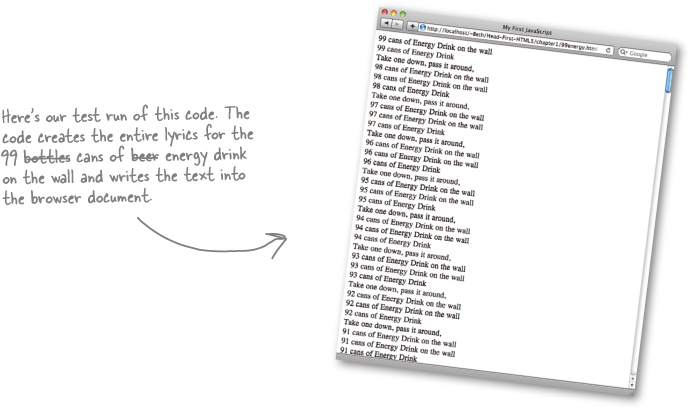 Here's our test run of this code. The
code creates the entire lyrics for the
99 bottles cans of beer energy drink
on the wall and writes the text into
the browser document.
My First JavaScript
http://localhost/~Beth/Head-First-HTML5/chapter1/99energy.html
Google
99 cans of Energy Drink on the wall
99 cans of Energy Drink
Take one down, pass it around,
98 cans of Energy Drink on the wall
98 cans of Energy Drink on the wall
98 cans of Energy Drink
Take one down, pass it around,
97 cans of Energy Drink on the wall
97 cans of Energy Drink on the wall
97 cans of Energy Drink
Take one down, pass it around,
96 cans of Energy Drink on the wall
96 cans of Energy Drink on the wall
96 cans of Energy Drink
Take one down, pass it around,
95 cans of Energy Drink on the wall
95 cans of Energy Drink on the wall
95 cans of Energy Drink
Take one down, pass it around,
94 cans of Energy Drink on the wall
94 cans of Energy Drink on the wall
94 cans of Energy Drink
Take one down, pass it around,
93 cans of Energy Drink on the wall
93 cans of Energy Drink on the wall
93 cans of Energy Drink
Take one down, pass it around,
92 cans of Energy Drink on the wall
92 cans of Energy Drink on the wall
92 cans of Energy Drink
Take one down, pass it around,
91 cans of Energy Drink on the wall
91 cans of Energy Drink on the wall
91 cans of Energy Drink